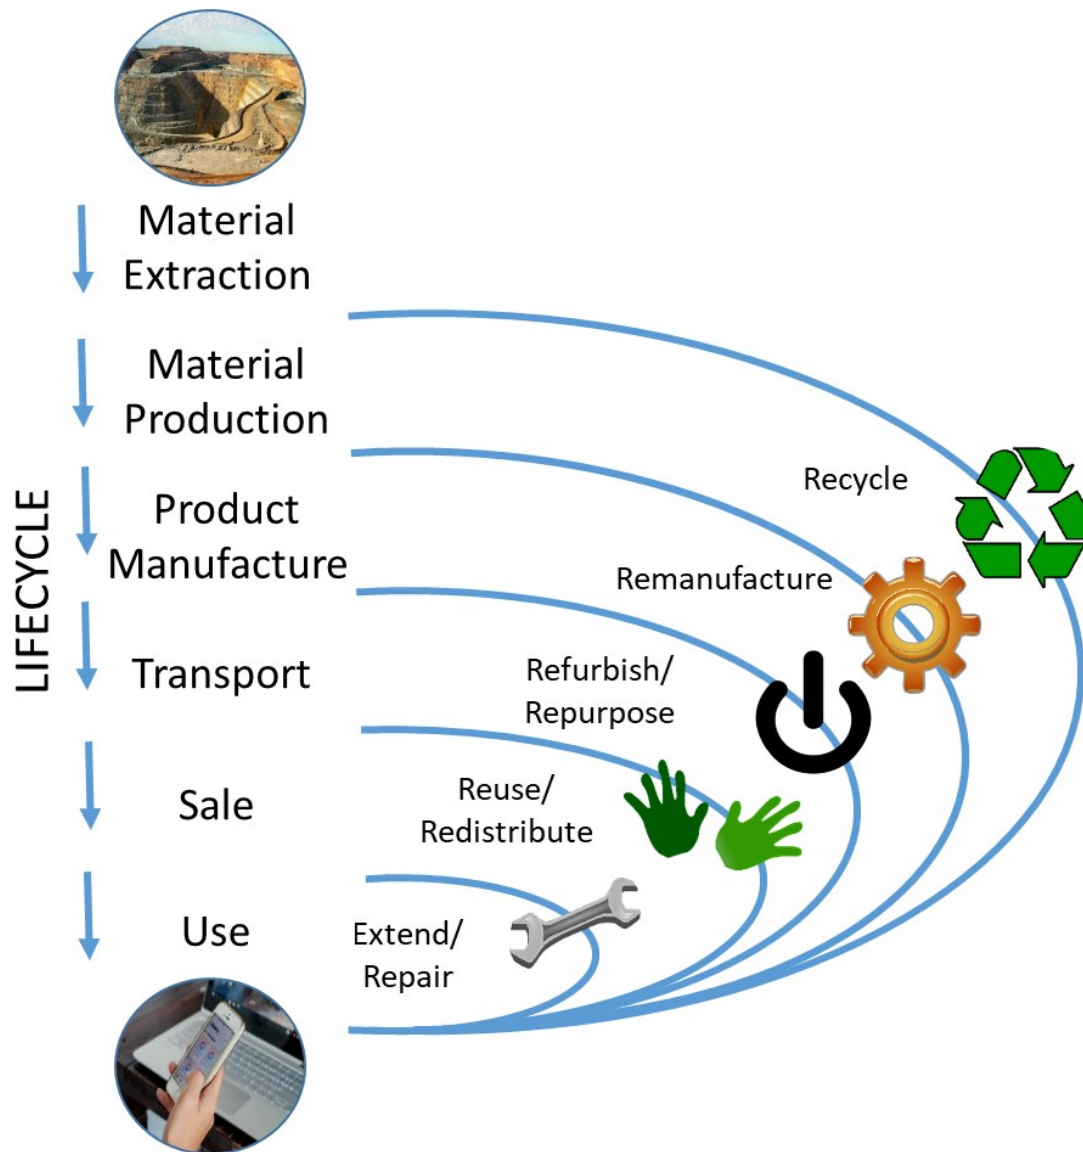 LIFECYCLE
Material
Extraction
Material
Production
Product
Manufacture
Transport
Sale
Use
Recycle
Remanufacture
Refurbish/
Repurpose
Reuse/
Redistribute
Extend/
Repair